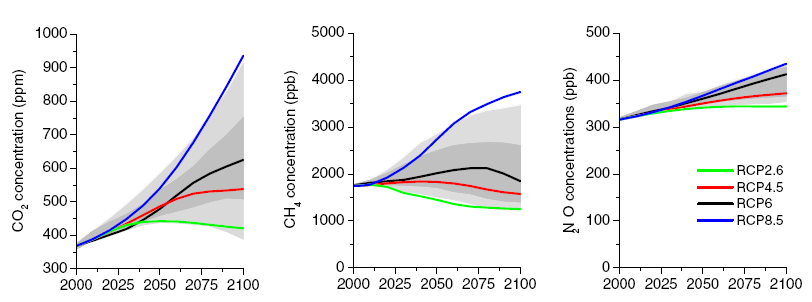 CO2 concentration (ppm)
1000
900
800
700
600
500
400
300
2000 2025 2050 2075 2100
CH4 concentration (ppb)
5000
4000
3000
2000
1000
0
2000 2025 2050 2075 2100
N2O concentrations (ppb)
500
400
300
200
100
0
2000 2025 2050 2075 2100
RCP2.6
RCP4.5
RCP6
RCP8.5